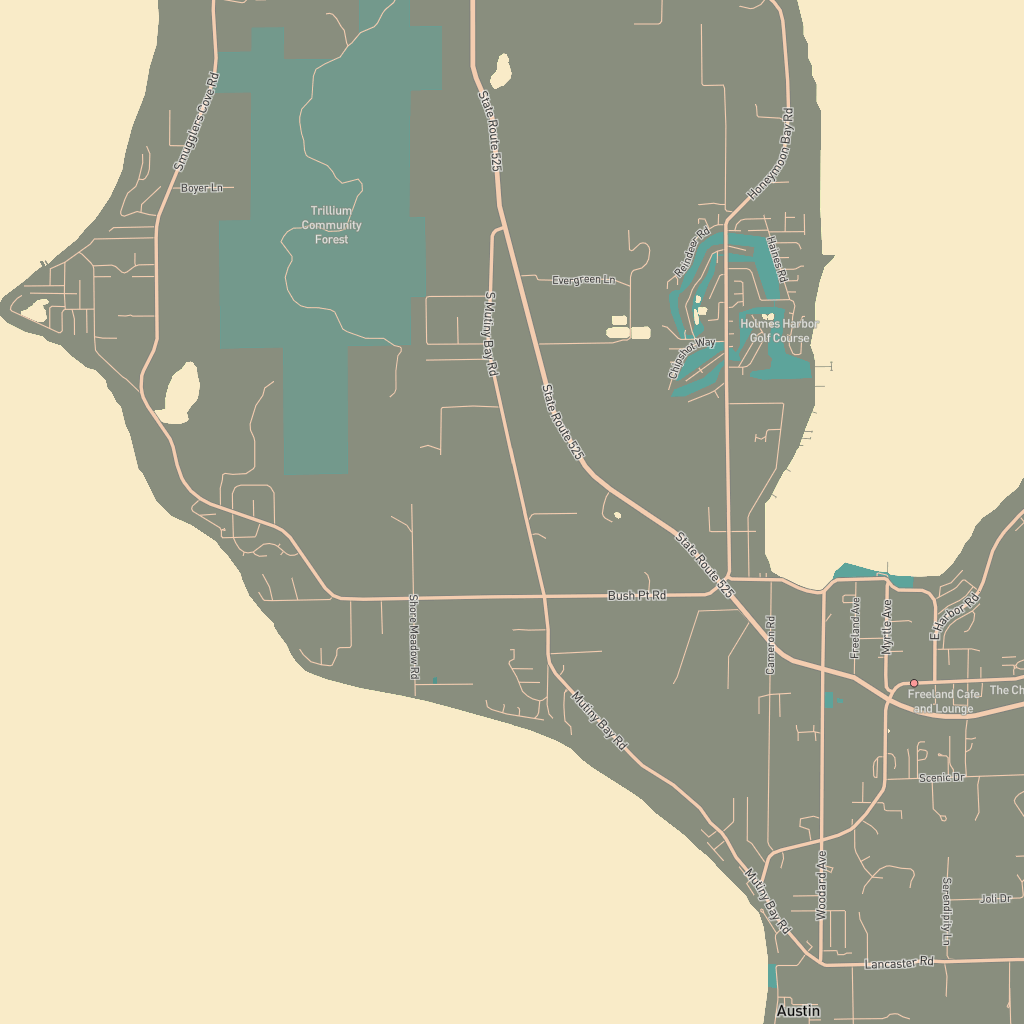 Smugglers Cove Rd
State Route 525
Honeymoon Bay Rd
Boyer Ln
Trillium
Community
Forest
Reindeer Rd
Haines Rd
Evergreen Ln
S Mutiny Bay Rd
Holmes Harbor
Golf Course
Chipshot Way
State Route 525
State Route 525
Bush Pt Rd
Shore Meadow Rd
Cameron Rd
Freeland Ave
Myrtle Ave
E Harbor Rd
Freeland Cafe
and Lounge
The Ch
Mutiny Bay Rd
Scenic Dr
Mutiny Bay Rd
Woodard Ave
Serendipity Ln
Joli Dr
Lancaster Rd
Austin